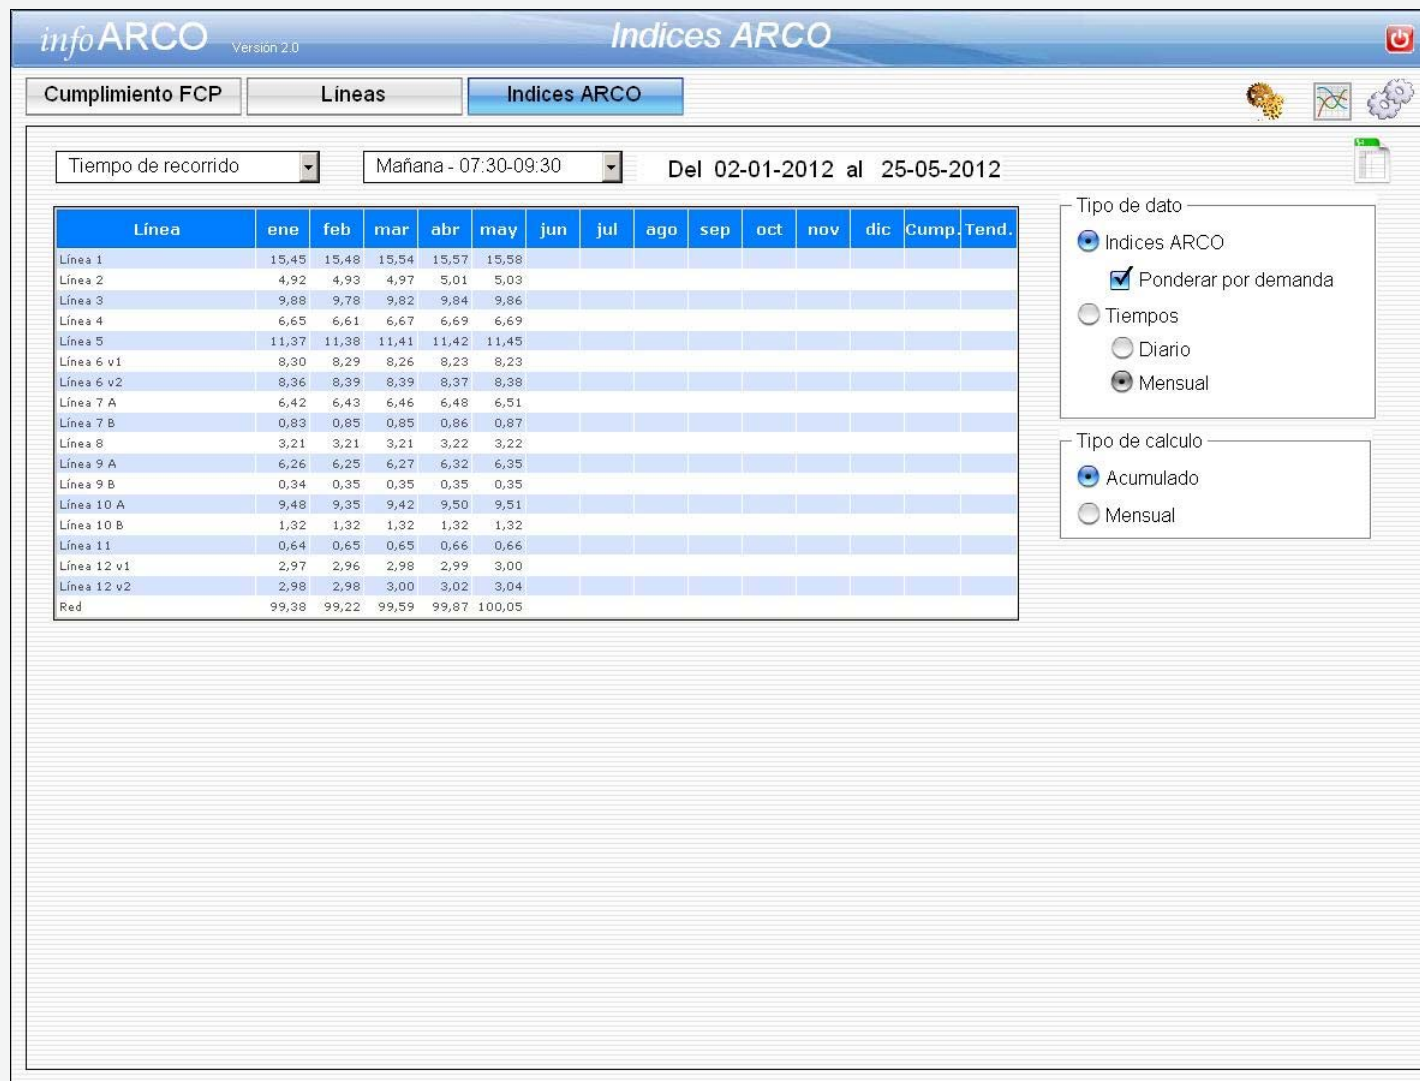 info ARCO Versión 2.0 Indices ARCO
Cumplimiento FCP Líneas Indices ARCO
Tiempo de recorrido Mañana - 07:30-09:30 Del 02-01-2012 al 25-05-2012
Línea ene feb mar abr may jun jul ago sep oct nov dic Cump. Tend.
Línea 1 15,45 15,48 15,54 15,57 15,58
Línea 2 4,92 4,93 4,97 5,01 5,03
Línea 3 9,88 9,78 9,82 9,84 9,86
Línea 4 6,65 6,61 6,67 6,69 6,69
Línea 5 11,37 11,38 11,41 11,42 11,45
Línea 6 v1 8,30 8,29 8,26 8,23 8,23
Línea 6 v2 8,36 8,39 8,39 8,37 8,38
Línea 7 A 6,42 6,43 6,46 6,48 6,51
Línea 7 B 0,83 0,85 0,85 0,86 0,87
Línea 8 3,21 3,21 3,21 3,22 3,22
Línea 9 A 6,26 6,25 6,27 6,32 6,35
Línea 9 B 0,34 0,35 0,35 0,35 0,35
Línea 10 A 9,48 9,35 9,42 9,50 9,51
Línea 10 B 1,32 1,32 1,32 1,32 1,32
Línea 11 0,64 0,65 0,65 0,66 0,66
Línea 12 v1 2,97 2,96 2,98 2,99 3,00
Línea 12 v2 2,98 2,98 3,00 3,02 3,04
Red 99,38 99,22 99,59 99,87 100,05
Tipo de dato
Indices ARCO
Ponderar por demanda
Tiempos
Diario
Mensual
Tipo de calculo
Acumulado
Mensual